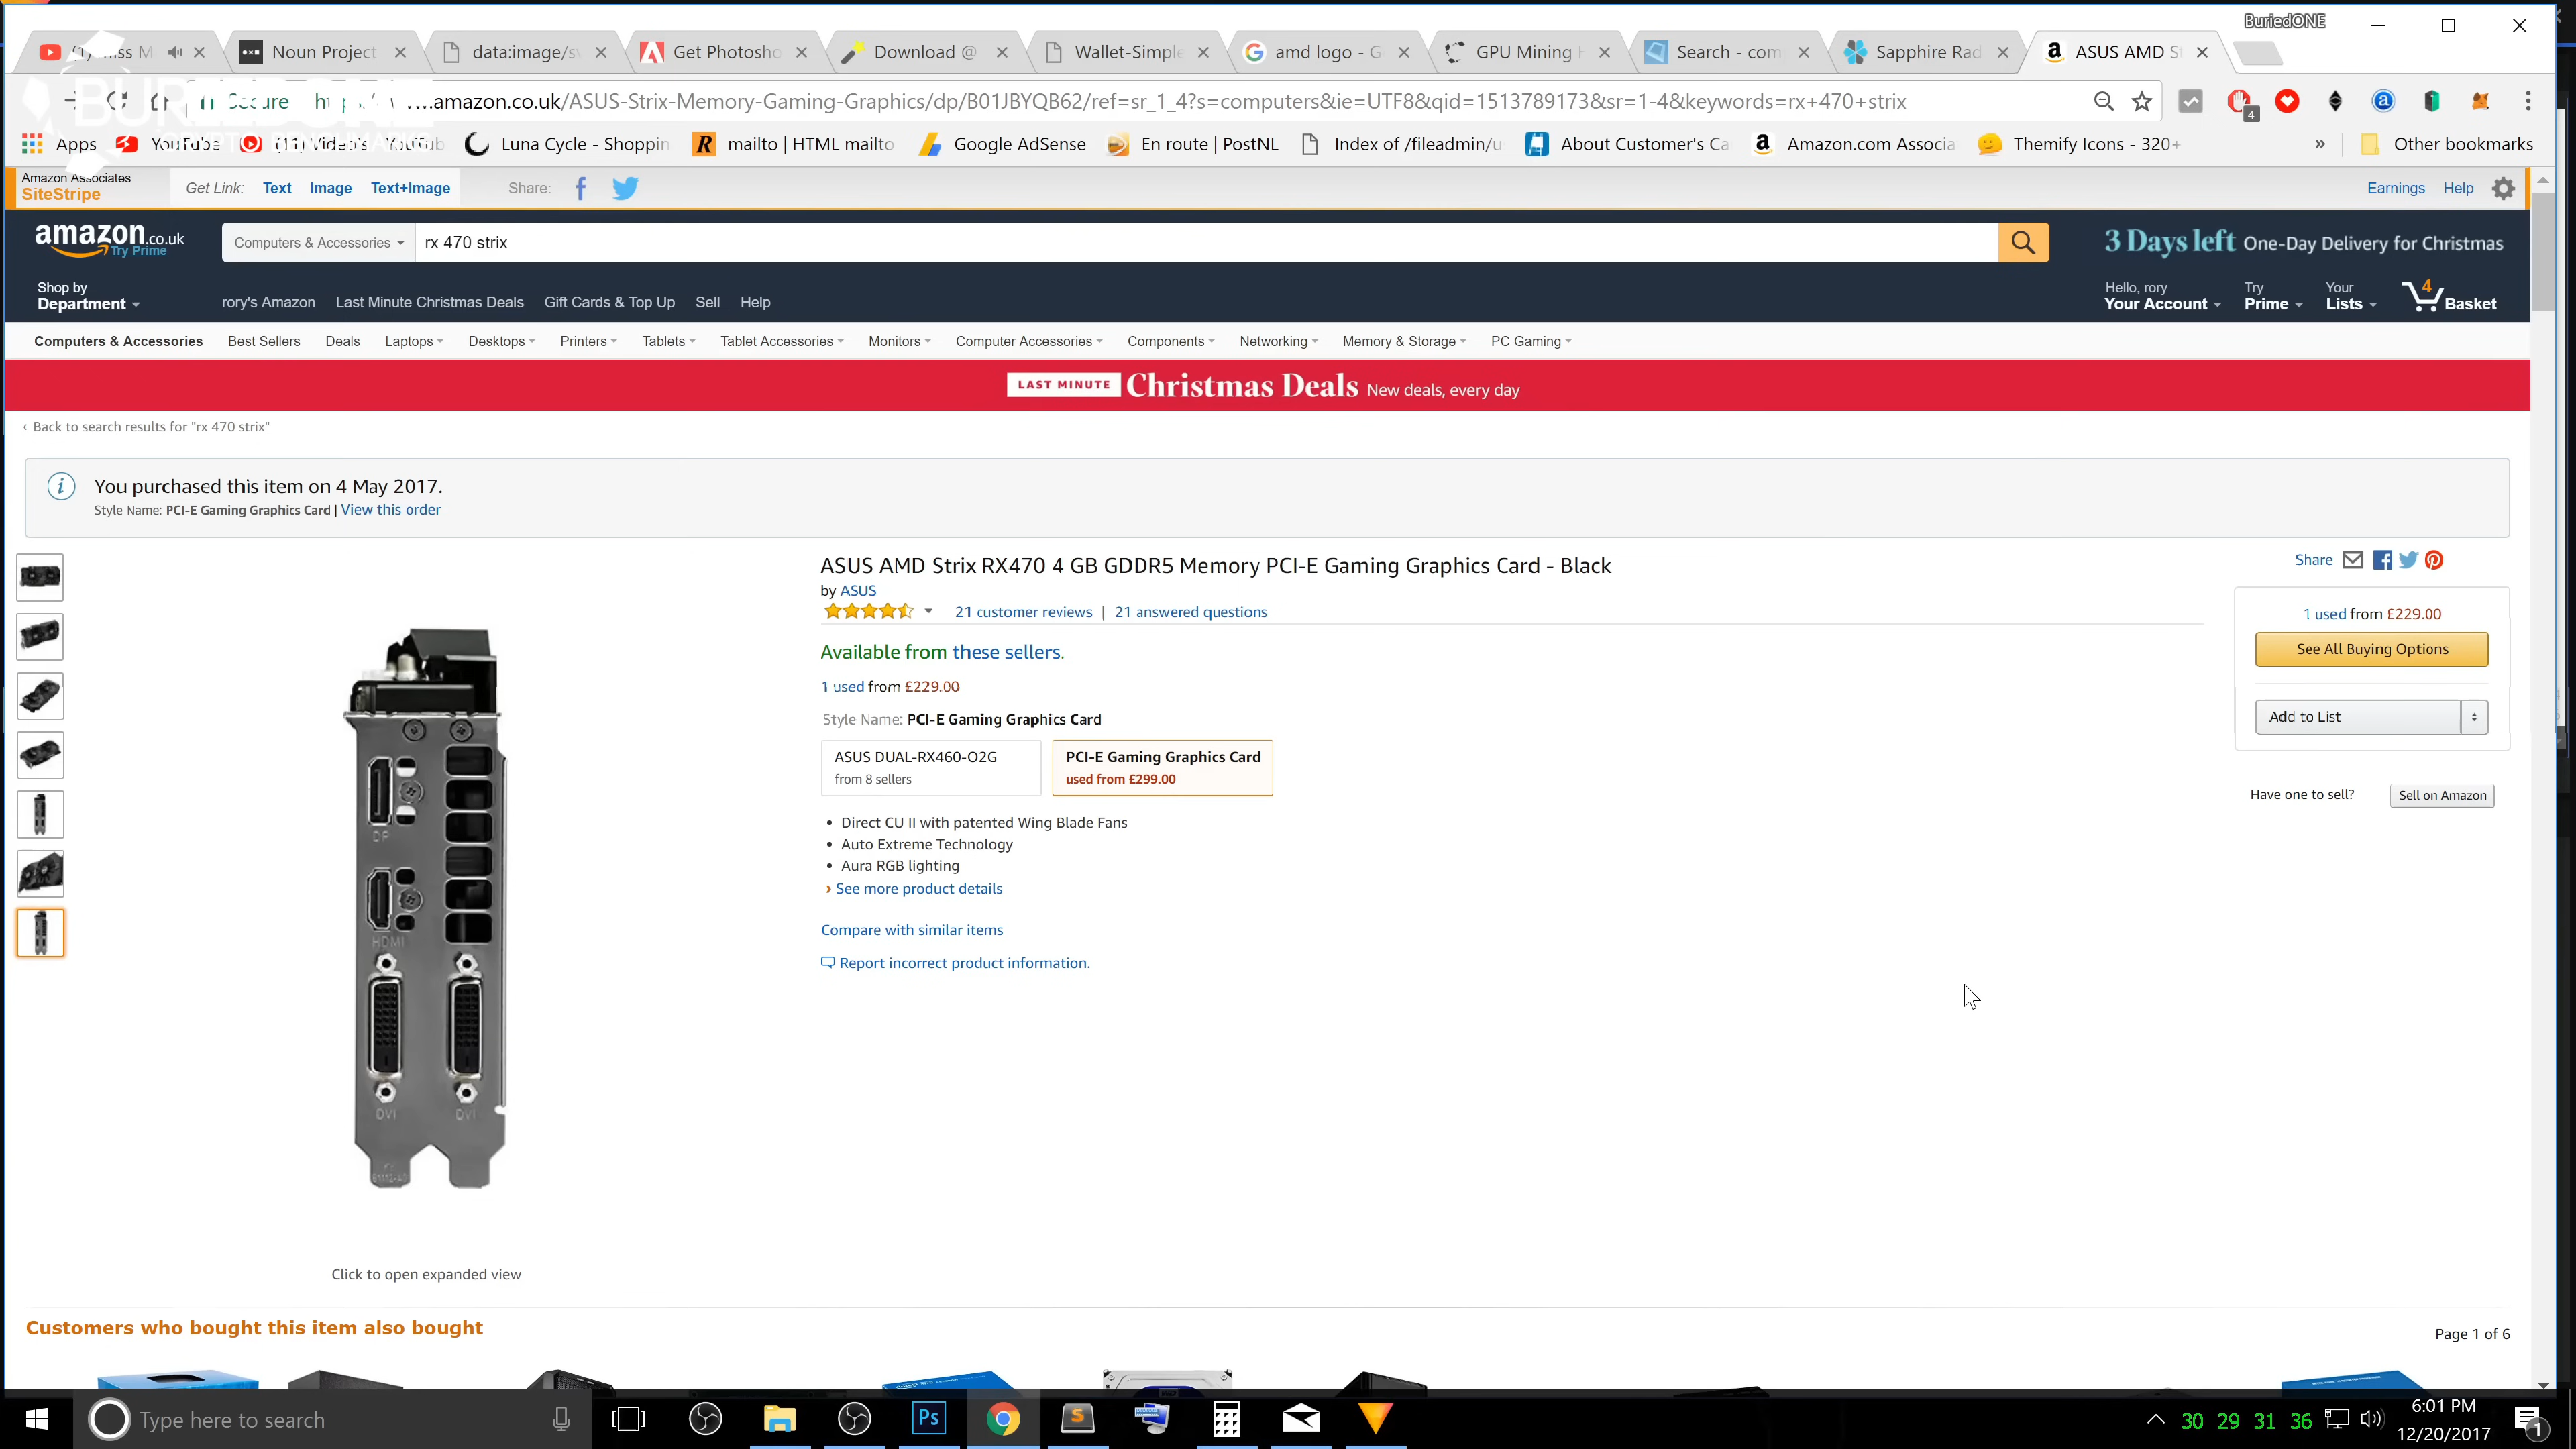 BuriedONE
Noun Project
data:image/sv
Get Photosho
Download @
Wallet-Simple
amd logo - G
GPU Mining
Search - com
Sapphire Rad
ASUS AMD St
Secure
.amazon.co.uk/ASUS-Strix-Memory-Gaming-Graphics/dp/B01JBYQB62/ref=sr_1_4?s=computers&ie=UTF8&qid=1513789173&sr=1-4&keywords=rx+470+strix
4
Apps
YouTube
Luna Cycle - Shoppin
mailto | HTML mailto
Google AdSense
En route | PostNL
Index of /fileadmin/u
About Customer's Ca
Amazon.com Associa
Themify Icons - 320+
»
Other bookmarks
Amazon Associates
SiteStripe
Get Link:
Text
Image
Text+Image
Share:
Earnings
Help
amazon.co.uk
Try Prime
Computers & Accessories
rx 470 strix
3 Days left One-Day Delivery for Christmas
Shop by
Department
rory's Amazon
Last Minute Christmas Deals
Gift Cards & Top Up
Sell
Help
Hello, rory
Your Account
Try
Prime
Your
Lists
4
Basket
Computers & Accessories
Best Sellers
Deals
Laptops
Desktops
Printers
Tablets
Tablet Accessories
Monitors
Computer Accessories
Components
Networking
Memory & Storage
PC Gaming
LAST MINUTE Christmas Deals New deals, every day
‹ Back to search results for "rx 470 strix"
You purchased this item on 4 May 2017.
Style Name: PCI-E Gaming Graphics Card | View this order
ASUS AMD Strix RX470 4 GB GDDR5 Memory PCI-E Gaming Graphics Card - Black
by ASUS
21 customer reviews | 21 answered questions
Available from these sellers.
1 used from £229.00
Style Name: PCI-E Gaming Graphics Card
ASUS DUAL-RX460-O2G
from 8 sellers
PCI-E Gaming Graphics Card
used from £299.00
• Direct CU II with patented Wing Blade Fans
• Auto Extreme Technology
• Aura RGB lighting
› See more product details
Compare with similar items
Report incorrect product information.
Share
1 used from £229.00
See All Buying Options
Add to List
Have one to sell?
Sell on Amazon
DP
HDMI
DVI
DVI
Click to open expanded view
Customers who bought this item also bought
Page 1 of 6
Type here to search
Ps
30 29 31 36
6:01 PM
12/20/2017
1